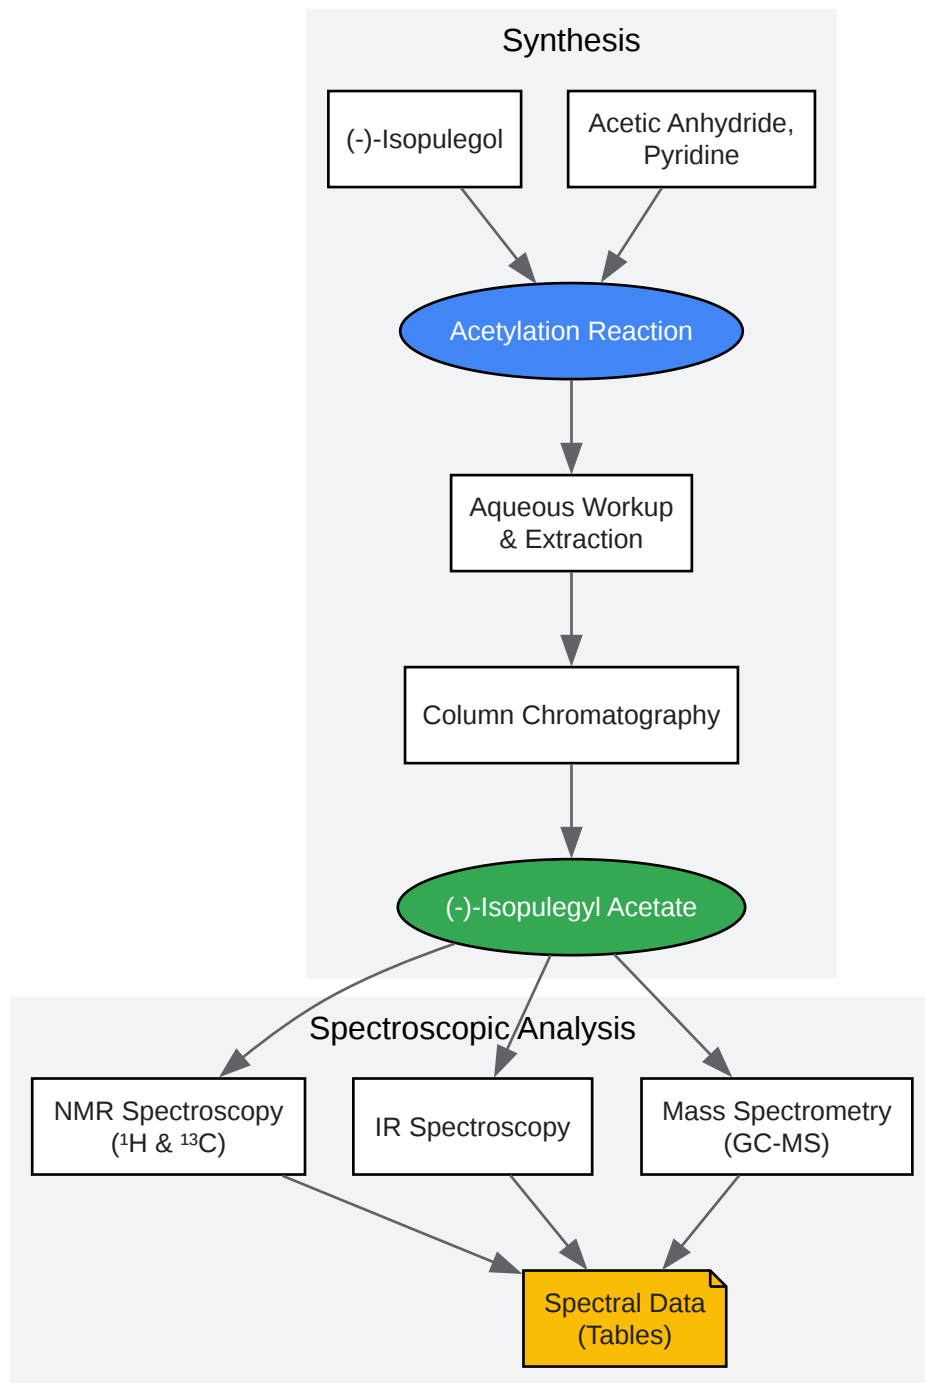 Synthesis
(-)-Isopulegol
Acetic Anhydride,
Pyridine
Acetylation Reaction
Aqueous Workup
& Extraction
Column Chromatography
(-)-Isopulegyl Acetate
Spectroscopic Analysis
NMR Spectroscopy
(¹H & ¹³C)
IR Spectroscopy
Mass Spectrometry
(GC-MS)
Spectral Data
(Tables)